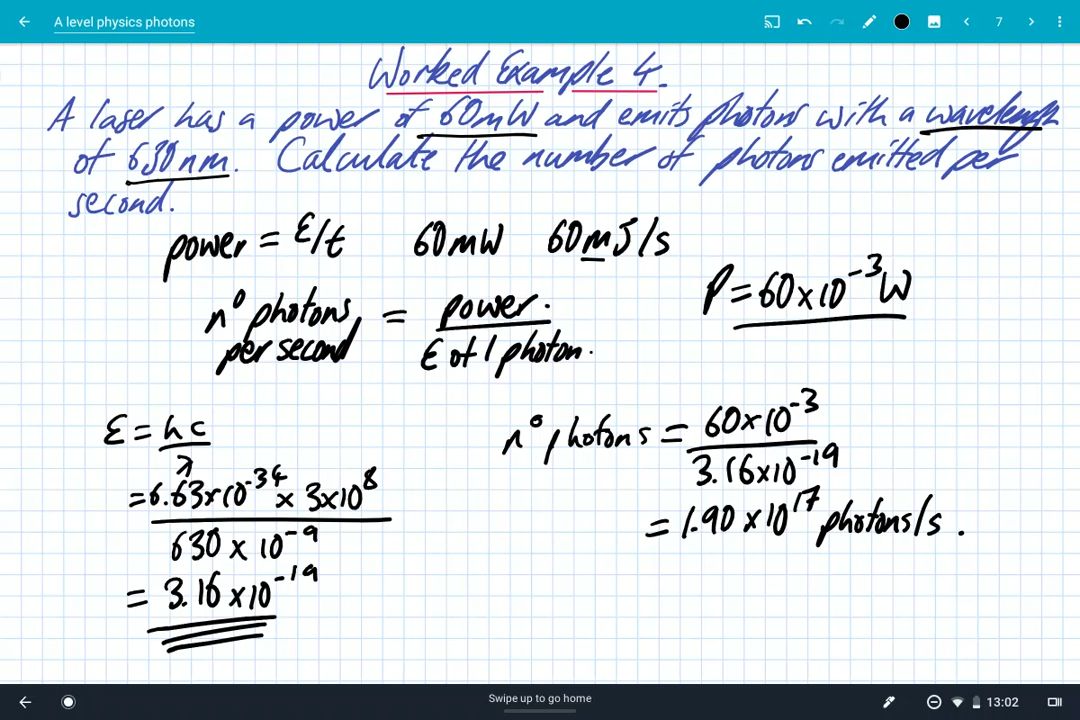 A level physics photons
7
Worked Example 4.
A laser has a power of 60mW and emits photons with a wavelength
of 630nm. Calculate the number of photons emitted per
second.
power = E/t 60mW 60mJ/s
P = 60×10⁻³W
nº photons per second = power. / E of 1 photon.
E = hc/λ
= 6.63×10⁻³⁴ × 3×10⁸ / 630 × 10⁻⁹
= 3.16×10⁻¹⁹
nº photons = 60×10⁻³ / 3.16×10⁻¹⁹
= 1.90 × 10¹⁷ photons/s.
Swipe up to go home
13:02